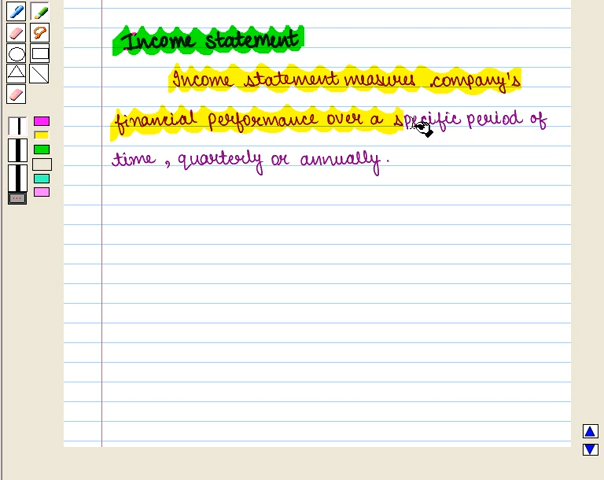 Income statement
Income statement measures company's
financial performance over a specific period of
time, quarterly or annually.